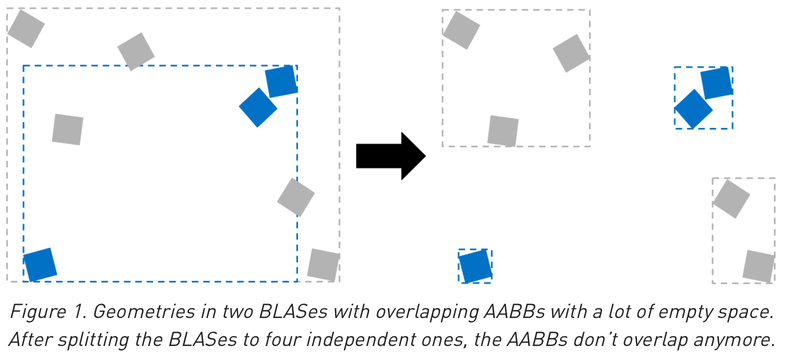 Figure 1. Geometries in two BLASes with overlapping AABBs with a lot of empty space.
After splitting the BLASes to four independent ones, the AABBs don't overlap anymore.